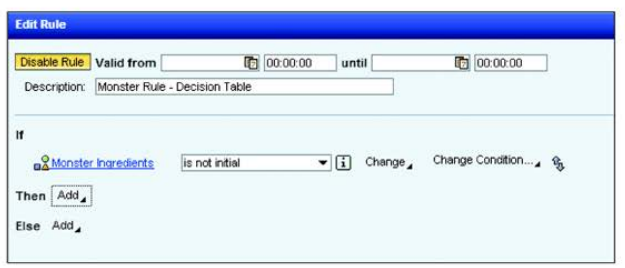 Edit Rule
Disable Rule Valid from 00:00:00 until 00:00:00
Description: Monster Rule - Decision Table
If
Monster Ingredients is not initial i Change Change Condition...
Then Add
Else Add